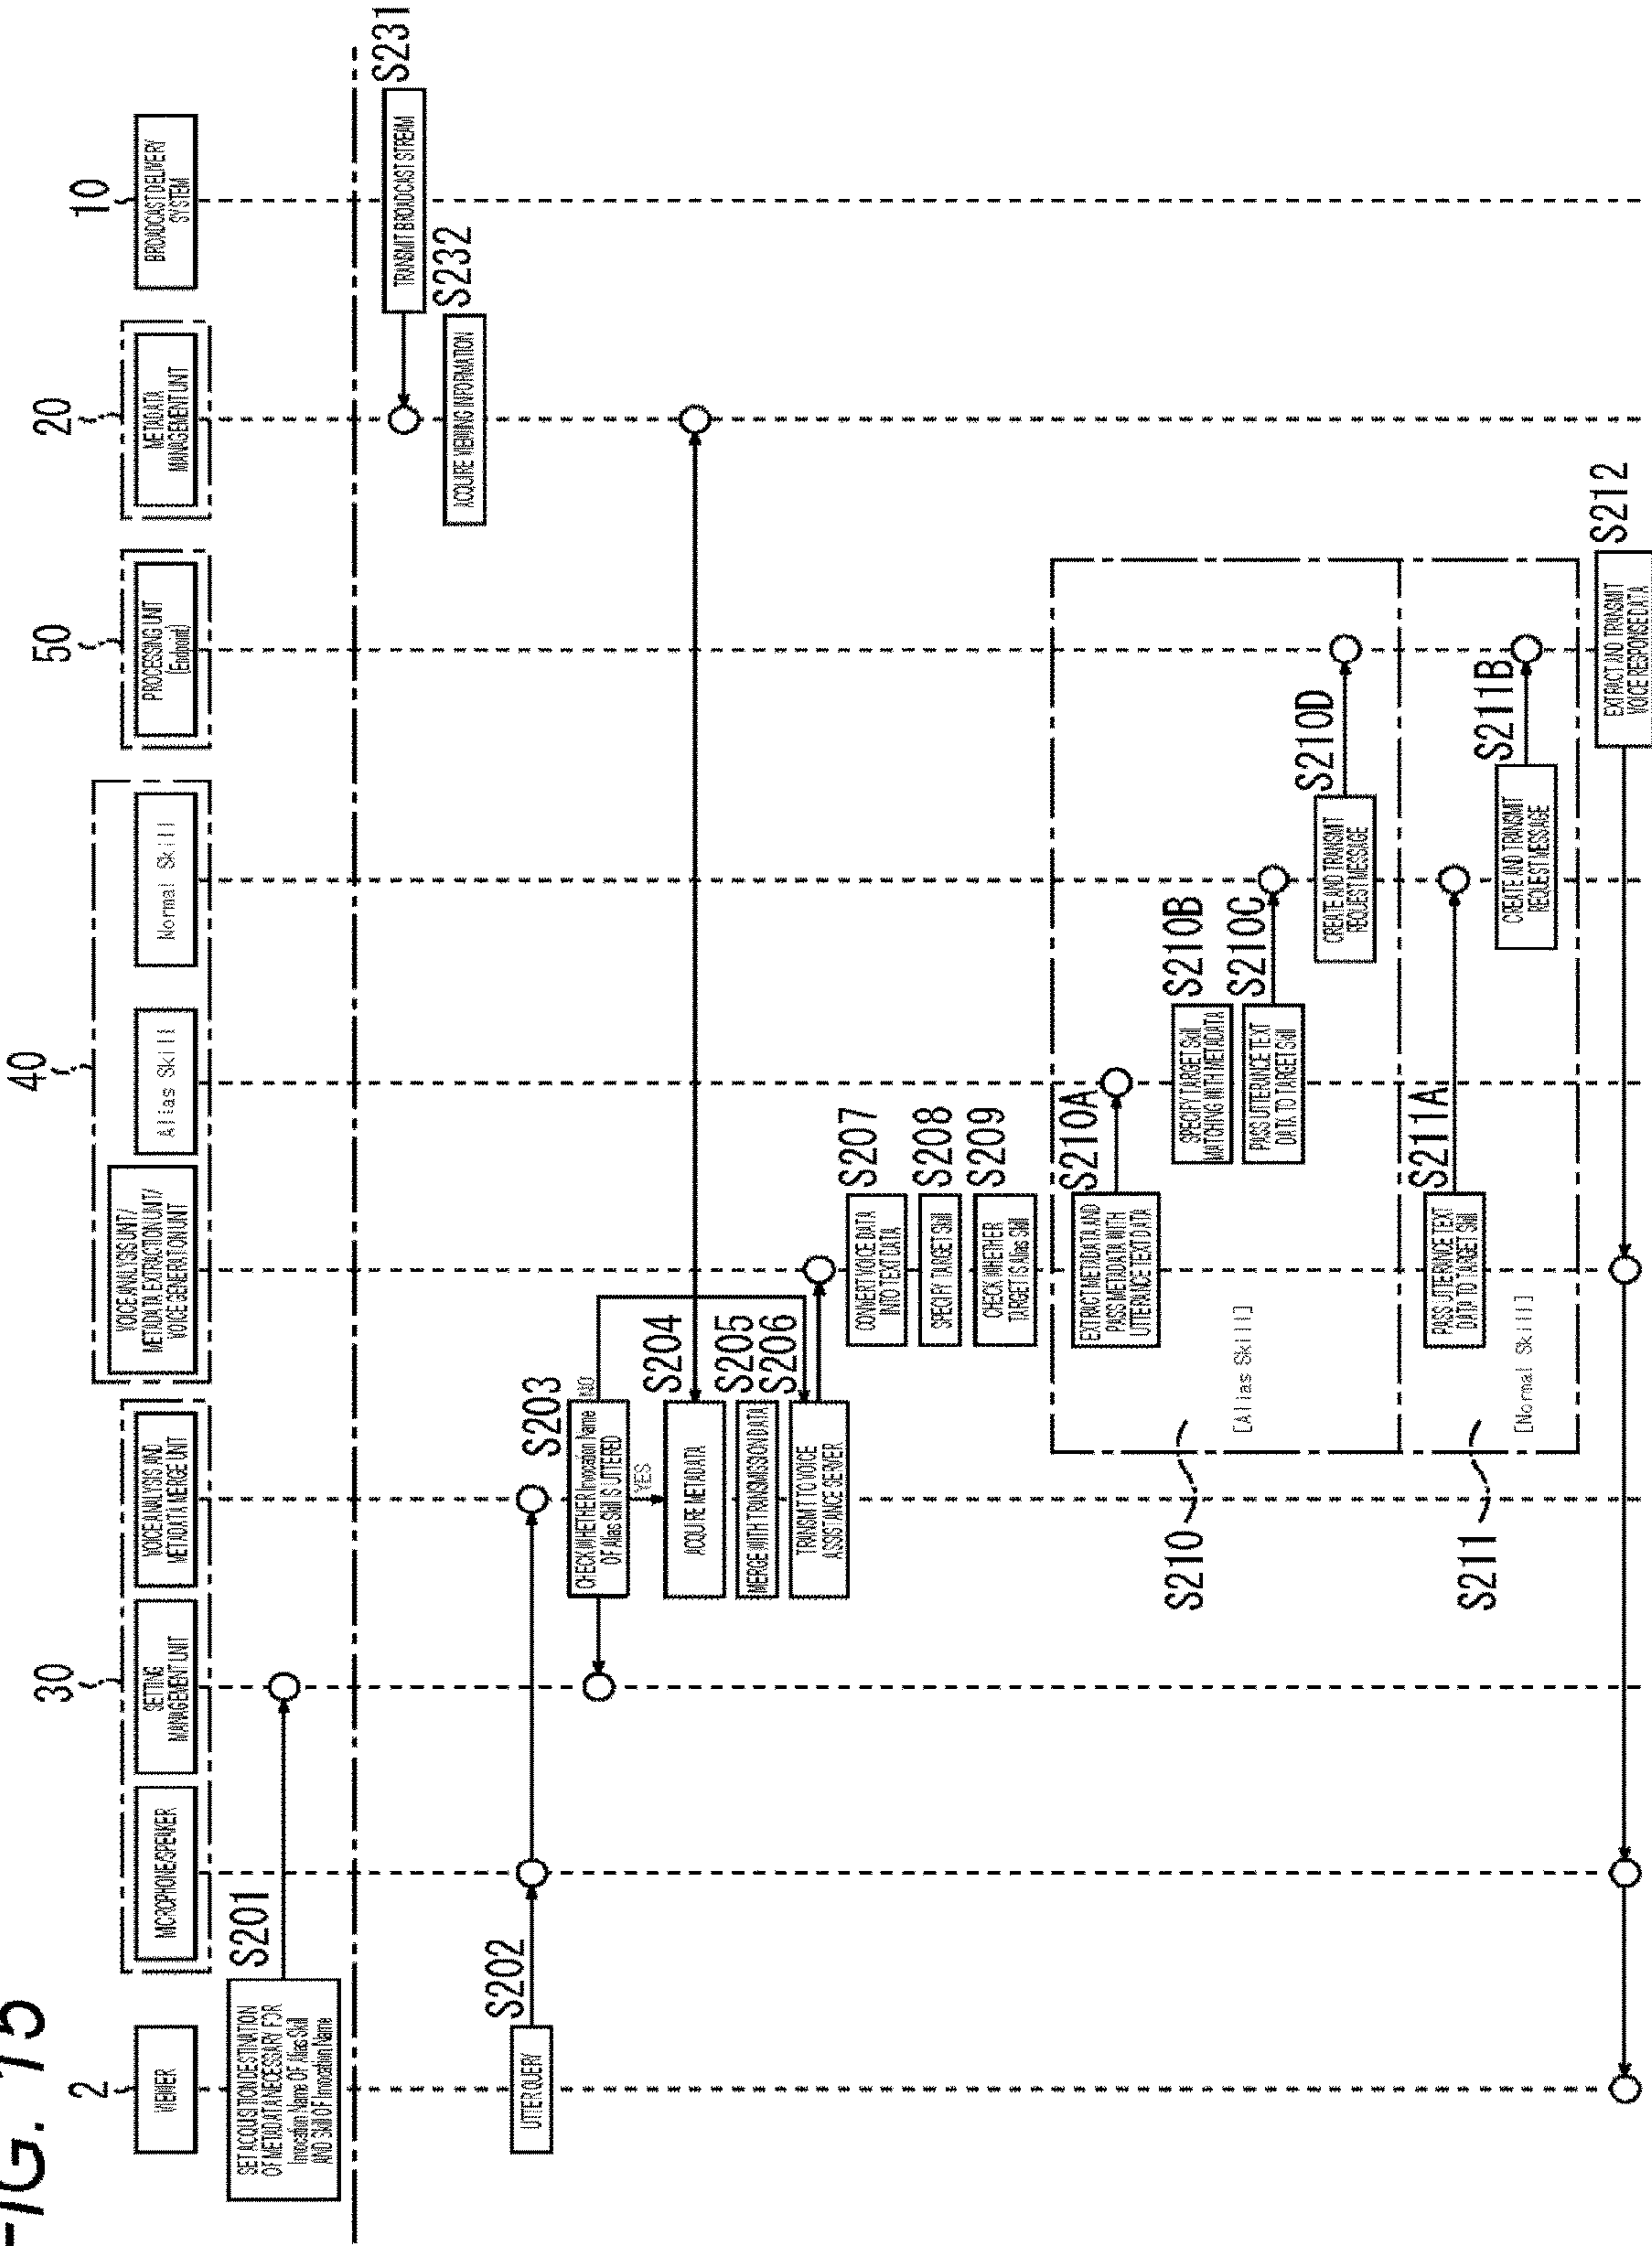 FIG. 15
2
VIEWER
30
MICROPHONE/SPEAKER
SETTING
MANAGEMENT UNIT
VOICE ANALYSIS AND
METADATA MERGE UNIT
40
VOICE ANALYSIS UNIT/
METADATA EXTRACTION UNIT/
VOICE GENERATION UNIT
Alias Skill
Normal Skill
50
PROCESSING UNIT
(Endpoint)
20
METADATA
MANAGEMENT UNIT
10
BROADCAST DELIVERY
SYSTEM
S201
SET ACQUISITION DESTINATION
OF METADATA NECESSARY FOR
Invocation Name OF Alias Skill
AND Skill OF Invocation Name
S231
TRANSMIT BROADCAST STREAM
S232
ACQUIRE VIEWING INFORMATION
S202
UTTER QUERY
S203
CHECK WHETHER Invocation Name
OF Alias Skill IS UTTERED
NO
YES
S204
ACQUIRE METADATA
S205
MERGE WITH TRANSMISSION DATA
S206
TRANSMIT TO VOICE
ASSISTANCE SERVER
S207
CONVERT VOICE DATA
INTO TEXT DATA
S208
SPECIFY TARGET Skill
S209
CHECK WHETHER
TARGET IS Alias Skill
S210
[Alias Skill]
S210A
EXTRACT METADATA AND
PASS METADATA WITH
UTTERANCE TEXT DATA
S210B
SPECIFY TARGET Skill
MATCHING WITH METADATA
S210C
PASS UTTERANCE TEXT
DATA TO TARGET Skill
S210D
CREATE AND TRANSMIT
REQUEST MESSAGE
S211
[Normal Skill]
S211A
PASS UTTERANCE TEXT
DATA TO TARGET Skill
S211B
CREATE AND TRANSMIT
REQUEST MESSAGE
S212
EXTRACT AND TRANSMIT
VOICE RESPONSE DATA